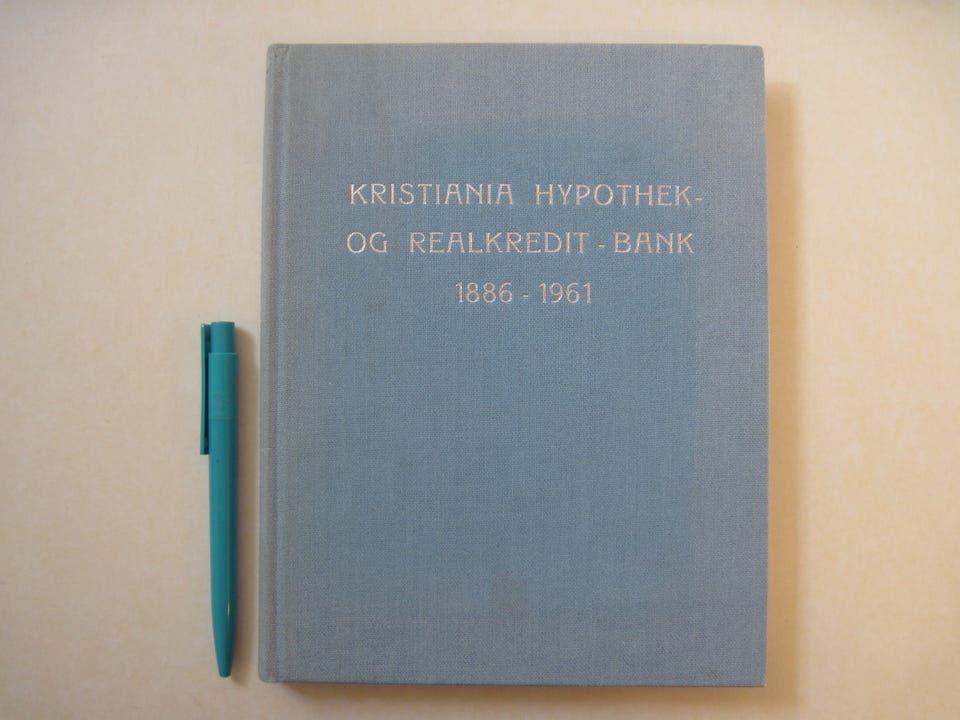 KRISTIANIA HYPOTHEK-
OG REALKREDIT - BANK
1886 - 1961